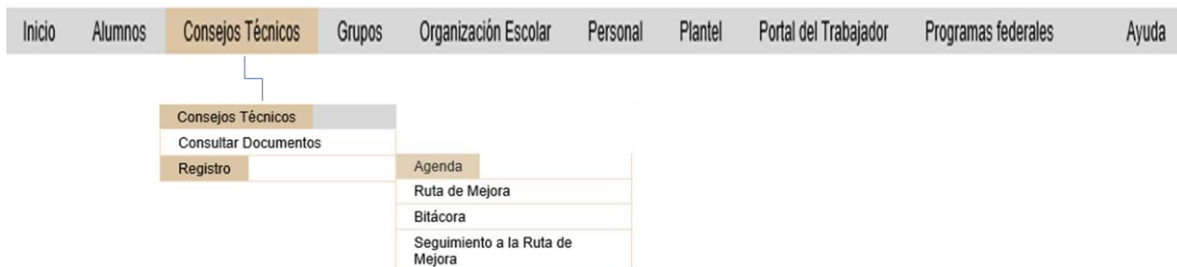 Inicio Alumnos Consejos Técnicos Grupos Organización Escolar Personal Plantel Portal del Trabajador Programas federales Ayuda
Consejos Técnicos
Consultar Documentos
Registro
Agenda
Ruta de Mejora
Bitácora
Seguimiento a la Ruta de
Mejora